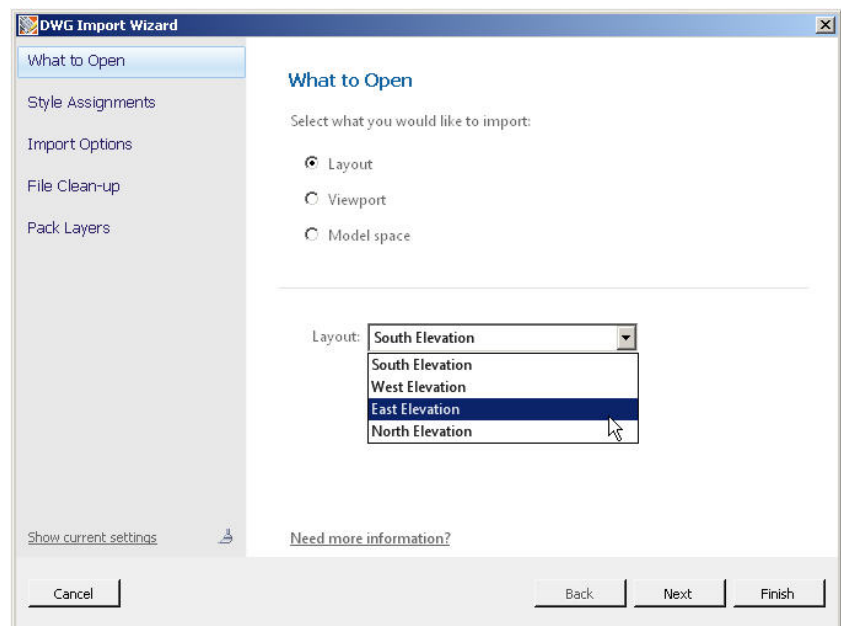 DWG Import Wizard
What to Open
Style Assignments
Import Options
File Clean-up
Pack Layers
Show current settings
What to Open
Select what you would like to import:
Layout
Viewport
Model space
Layout: South Elevation
South Elevation
West Elevation
East Elevation
North Elevation
Need more information?
Cancel
Back
Next
Finish